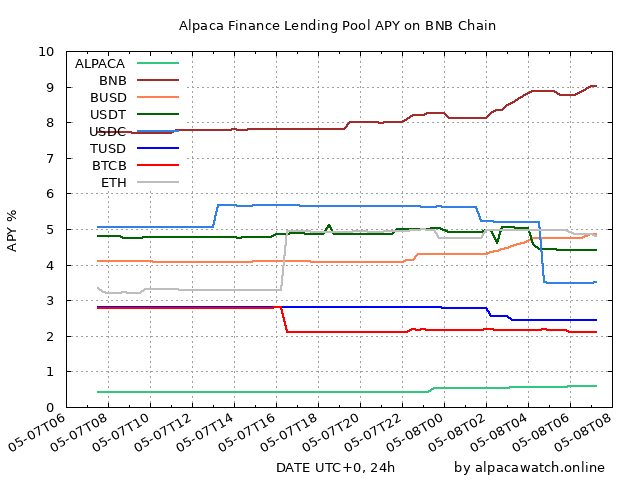 Alpaca Finance Lending Pool APY on BNB Chain
10
9
8
7
6
5
4
3
2
1
0
APY %
ALPACA
BNB
BUSD
USDT
USDC
TUSD
BTCB
ETH
05-07T06
05-07T08
05-07T10
05-07T12
05-07T14
05-07T16
05-07T18
05-07T20
05-07T22
05-08T00
05-08T02
05-08T04
05-08T06
05-08T08
DATE UTC+0, 24h
by alpacawatch.online